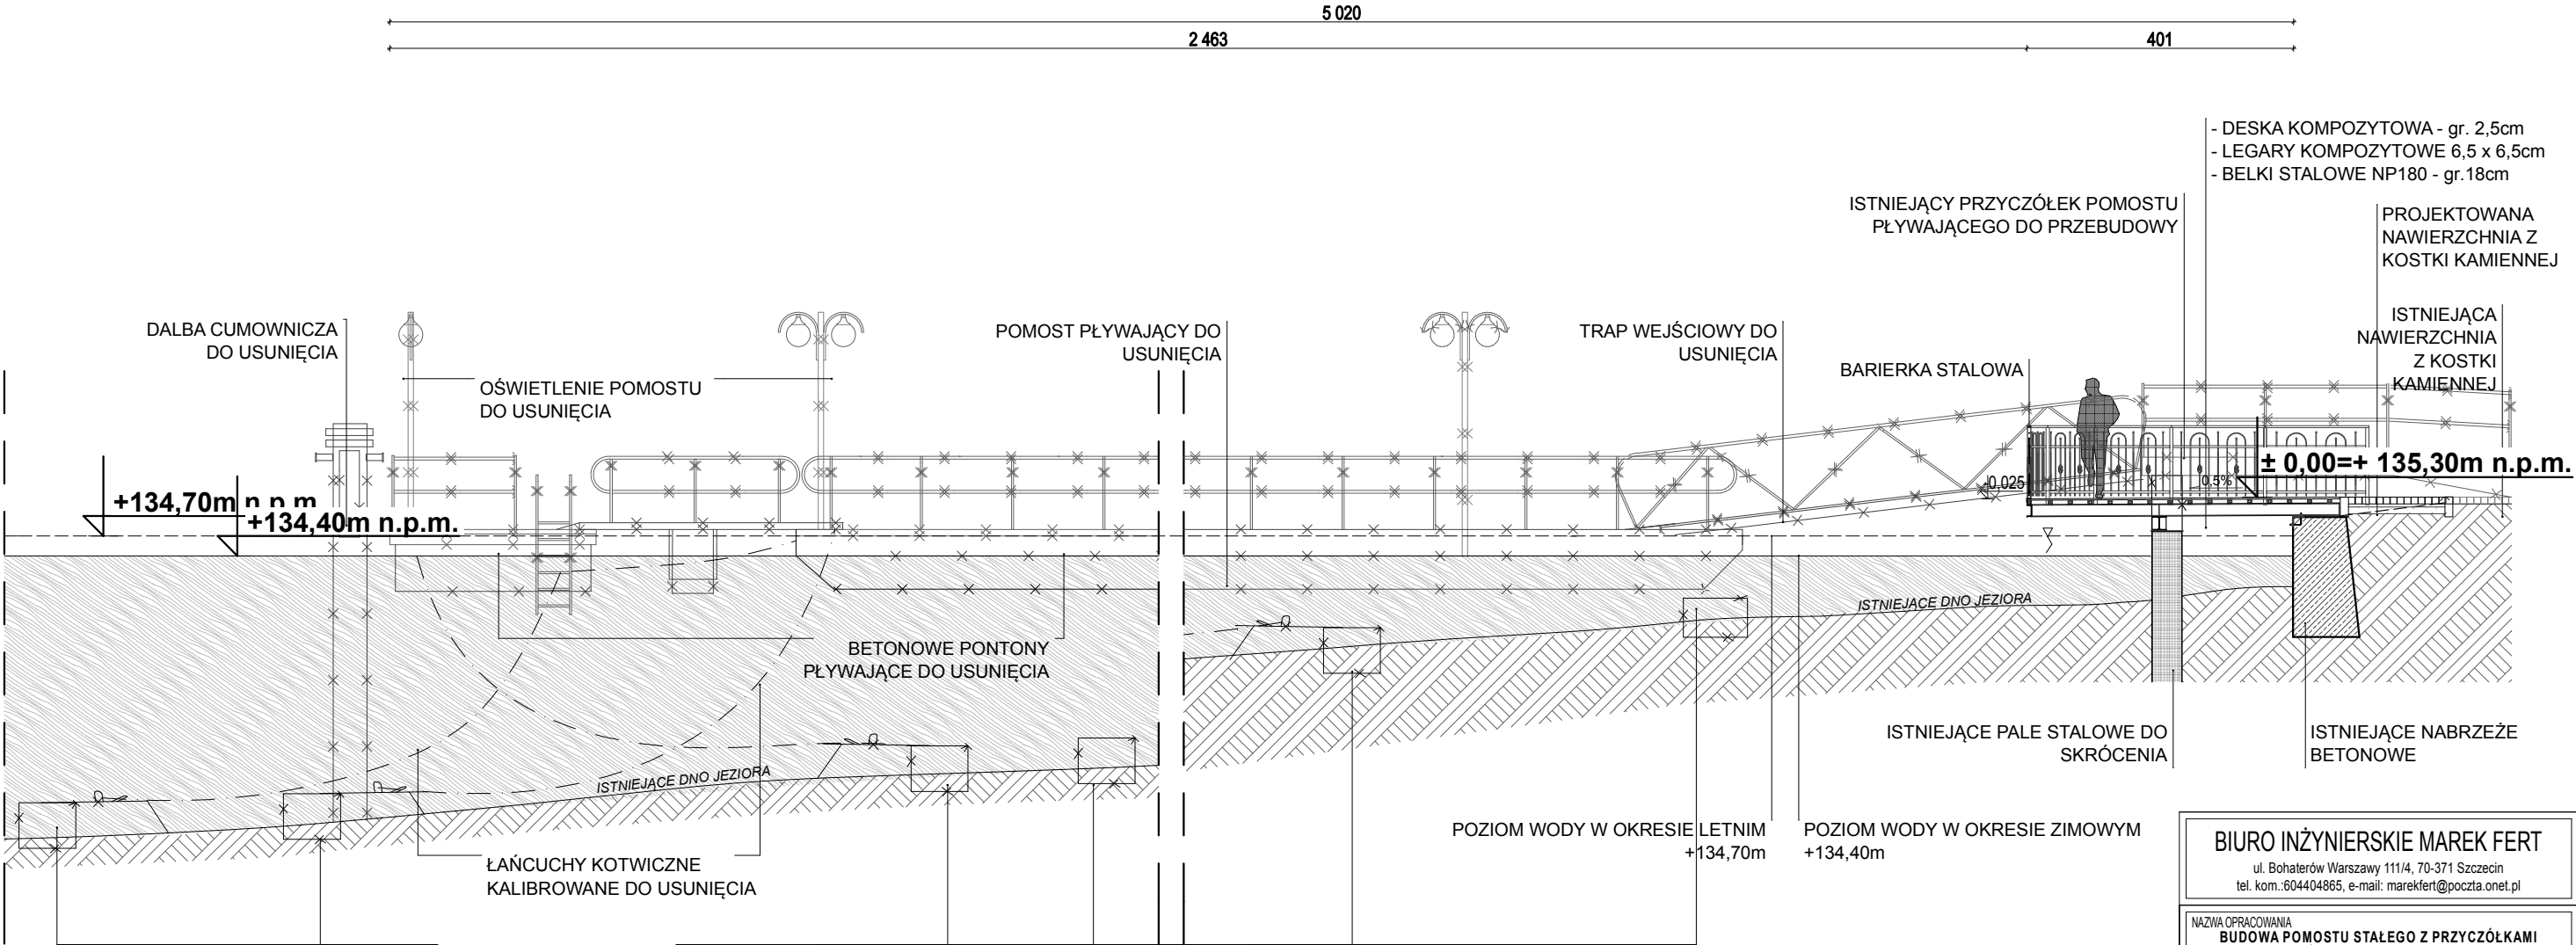 5 020
2 463
401
- DESKA KOMPOZYTOWA - gr. 2,5cm
- LEGARY KOMPOZYTOWE 6,5 x 6,5cm
- BELKI STALOWE NP180 - gr.18cm
ISTNIEJĄCY PRZYCZÓŁEK POMOSTU
PŁYWAJĄCEGO DO PRZEBUDOWY
PROJEKTOWANA
NAWIERZCHNIA Z
KOSTKI KAMIENNEJ
DALBA CUMOWNICZA
DO USUNIĘCIA
POMOST PŁYWAJĄCY DO
USUNIĘCIA
TRAP WEJŚCIOWY DO
USUNIĘCIA
ISTNIEJĄCA
NAWIERZCHNIA
Z KOSTKI
KAMIENNEJ
BARIERKA STALOWA
OŚWIETLENIE POMOSTU
DO USUNIĘCIA
± 0,00=+ 135,30m n.p.m.
-0,025
0.5%
+134,70m n.p.m.
+134,40m n.p.m.
ISTNIEJĄCE DNO JEZIORA
BETONOWE PONTONY
PŁYWAJĄCE DO USUNIĘCIA
ISTNIEJĄCE PALE STALOWE DO
SKRÓCENIA
ISTNIEJĄCE NABRZEŻE
BETONOWE
ISTNIEJĄCE DNO JEZIORA
POZIOM WODY W OKRESIE LETNIM
+134,70m
POZIOM WODY W OKRESIE ZIMOWYM
+134,40m
ŁAŃCUCHY KOTWICZNE
KALIBROWANE DO USUNIĘCIA
BIURO INŻYNIERSKIE MAREK FERT
ul. Bohaterów Warszawy 111/4, 70-371 Szczecin
tel. kom.:604404865, e-mail: marekfert@poczta.onet.pl
NAZWA OPRACOWANIA
BUDOWA POMOSTU STAŁEGO Z PRZYCZÓŁKAMI